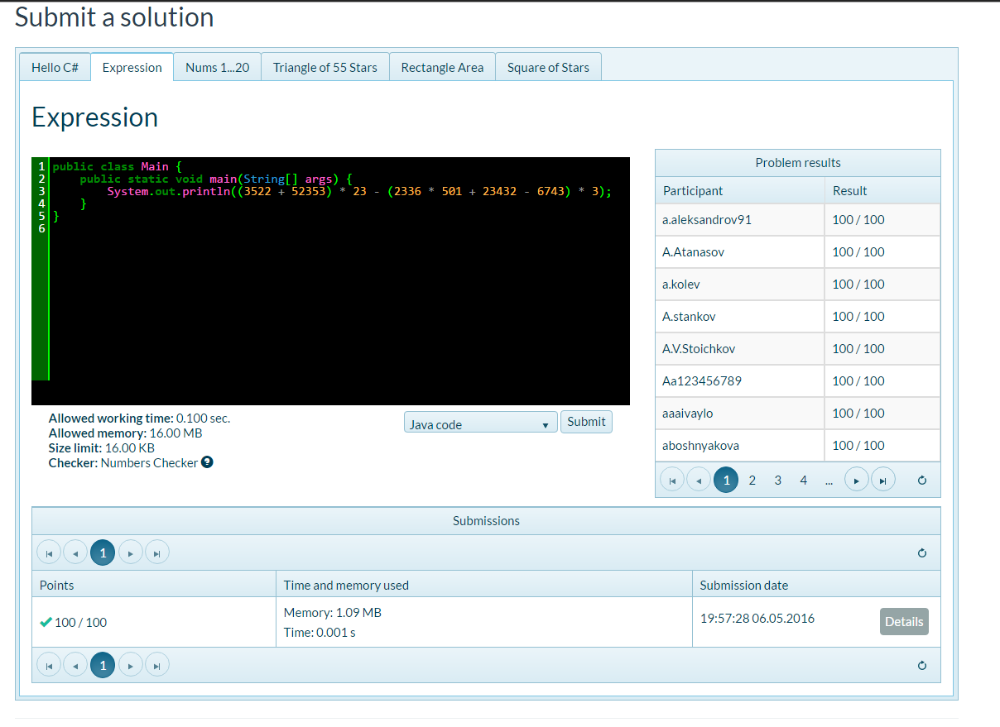 Submit a solution
Hello C#
Expression
Nums 1...20
Triangle of 55 Stars
Rectangle Area
Square of Stars
Expression
1 public class Main {
2     public static void main(String[] args) {
3         System.out.println((3522 + 52353) * 23 - (2336 * 501 + 23432 - 6743) * 3);
4     }
5 }
6
Allowed working time: 0.100 sec.
Allowed memory: 16.00 MB
Size limit: 16.00 KB
Checker: Numbers Checker ?
Java code
Submit
Problem results
Participant Result
a.aleksandrov91 100 / 100
A.Atanasov 100 / 100
a.kolev 100 / 100
A.stankov 100 / 100
A.V.Stoichkov 100 / 100
Aa123456789 100 / 100
aaaivaylo 100 / 100
aboshnyakova 100 / 100
1 2 3 4 ...
Submissions
1
Points Time and memory used Submission date
100 / 100
Memory: 1.09 MB
Time: 0.001 s
19:57:28 06.05.2016
Details
1